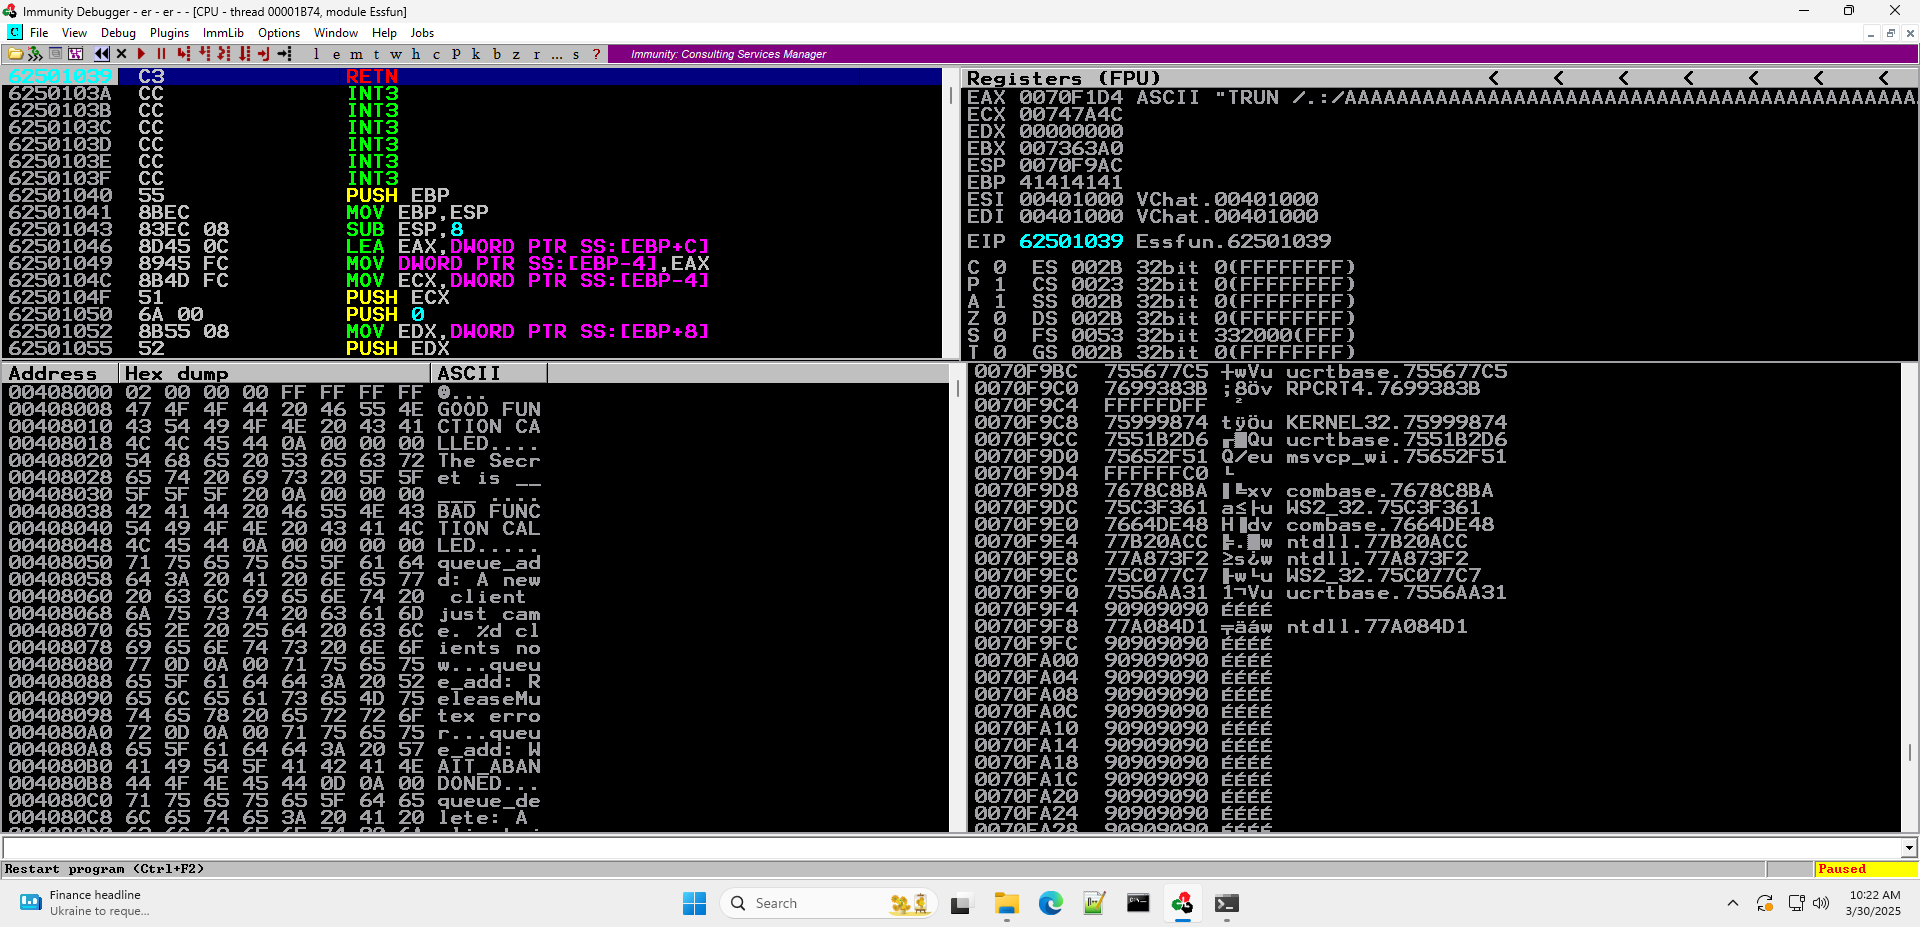 Immunity Debugger - er - er - - [CPU - thread 00001B74, module Essfun]
File View Debug Plugins ImmLib Options Window Help Jobs
l e m t w h c P k b z r ... s ? Immunity: Consulting Services Manager
62501039 C3 RETN
6250103A CC INT3
6250103B CC INT3
6250103C CC INT3
6250103D CC INT3
6250103E CC INT3
6250103F CC INT3
62501040 55 PUSH EBP
62501041 8BEC MOV EBP,ESP
62501043 83EC 08 SUB ESP,8
62501046 8D45 0C LEA EAX,DWORD PTR SS:[EBP+C]
62501049 8945 FC MOV DWORD PTR SS:[EBP-4],EAX
6250104C 8B4D FC MOV ECX,DWORD PTR SS:[EBP-4]
6250104F 51 PUSH ECX
62501050 6A 00 PUSH 0
62501052 8B55 08 MOV EDX,DWORD PTR SS:[EBP+8]
62501055 52 PUSH EDX
Registers (FPU) < < < < < < <
EAX 0070F1D4 ASCII "TRUN /.:/AAAAAAAAAAAAAAAAAAAAAAAAAAAAAAAAAAAAAAAAAAAA
ECX 00747A4C
EDX 00000000
EBX 007363A0
ESP 0070F9AC
EBP 41414141
ESI 00401000 VChat.00401000
EDI 00401000 VChat.00401000
EIP 62501039 Essfun.62501039
C 0 ES 002B 32bit 0(FFFFFFFF)
P 1 CS 0023 32bit 0(FFFFFFFF)
A 1 SS 002B 32bit 0(FFFFFFFF)
Z 0 DS 002B 32bit 0(FFFFFFFF)
S 0 FS 0053 32bit 332000(FFF)
T 0 GS 002B 32bit 0(FFFFFFFF)
Address Hex dump ASCII
00408000 02 00 00 00 FF FF FF FF ☻...
00408008 47 4F 4F 44 20 46 55 4E GOOD FUN
00408010 43 54 49 4F 4E 20 43 41 CTION CA
00408018 4C 4C 45 44 0A 00 00 00 LLED....
00408020 54 68 65 20 53 65 63 72 The Secr
00408028 65 74 20 69 73 20 5F 5F et is __
00408030 5F 5F 5F 20 0A 00 00 00 ___ ....
00408038 42 41 44 20 46 55 4E 43 BAD FUNC
00408040 54 49 4F 4E 20 43 41 4C TION CAL
00408048 4C 45 44 0A 00 00 00 00 LED.....
00408050 71 75 65 75 65 5F 61 64 queue_ad
00408058 64 3A 20 41 20 6E 65 77 d: A new
00408060 20 63 6C 69 65 6E 74 20 client
00408068 6A 75 73 74 20 63 61 6D just cam
00408070 65 2E 20 25 64 20 63 6C e. %d cl
00408078 69 65 6E 74 73 20 6E 6F ients no
00408080 77 0D 0A 00 71 75 65 75 w...queu
00408088 65 5F 61 64 64 3A 20 52 e_add: R
00408090 65 6C 65 61 73 65 4D 75 eleaseMu
00408098 74 65 78 20 65 72 72 6F tex erro
004080A0 72 0D 0A 00 71 75 65 75 r...queu
004080A8 65 5F 61 64 64 3A 20 57 e_add: W
004080B0 41 49 54 5F 41 42 41 4E AIT_ABAN
004080B8 44 4F 4E 45 44 0D 0A 00 DONED...
004080C0 71 75 65 75 65 5F 64 65 queue_de
004080C8 6C 65 74 65 3A 20 41 20 lete: A
0070F9BC 755677C5 ┼wVu ucrtbase.755677C5
0070F9C0 7699383B ;8öv RPCRT4.7699383B
0070F9C4 FFFFFDFF ²
0070F9C8 75999874 tÿÖu KERNEL32.75999874
0070F9CC 7551B2D6 ╓▓Qu ucrtbase.7551B2D6
0070F9D0 75652F51 Q/eu msvcp_wi.75652F51
0070F9D4 FFFFFFC0 └
0070F9D8 7678C8BA ║╚xv combase.7678C8BA
0070F9DC 75C3F361 a≤├u WS2_32.75C3F361
0070F9E0 7664DE48 H▐dv combase.7664DE48
0070F9E4 77B20ACC ╠.▓w ntdll.77B20ACC
0070F9E8 77A873F2 ≥s¿w ntdll.77A873F2
0070F9EC 75C077C7 ╟w└u WS2_32.75C077C7
0070F9F0 7556AA31 1¬Vu ucrtbase.7556AA31
0070F9F4 90909090 ÉÉÉÉ
0070F9F8 77A084D1 ╤äáw ntdll.77A084D1
0070F9FC 90909090 ÉÉÉÉ
0070FA00 90909090 ÉÉÉÉ
0070FA04 90909090 ÉÉÉÉ
0070FA08 90909090 ÉÉÉÉ
0070FA0C 90909090 ÉÉÉÉ
0070FA10 90909090 ÉÉÉÉ
0070FA14 90909090 ÉÉÉÉ
0070FA18 90909090 ÉÉÉÉ
0070FA1C 90909090 ÉÉÉÉ
0070FA20 90909090 ÉÉÉÉ
0070FA24 90909090 ÉÉÉÉ
0070FA28 90909090 ÉÉÉÉ
Restart program (Ctrl+F2) Paused
Finance headline
Ukraine to reque...
Search
10:22 AM
3/30/2025